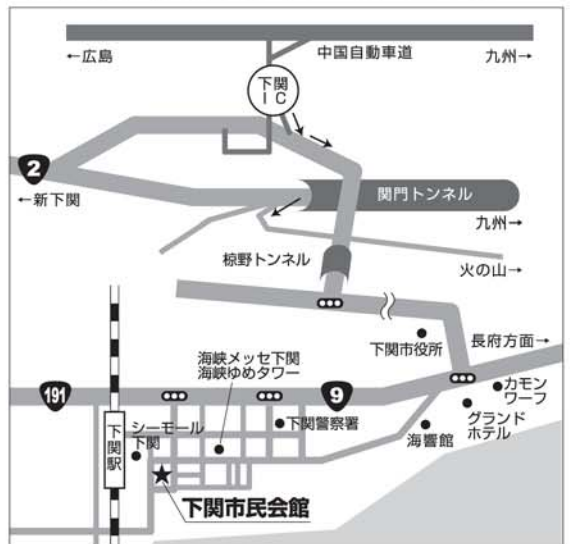 中国自動車道
←広島
九州→
下関
IC
2
←新下関
関門トンネル
九州→
椋野トンネル
火の山→
下関市役所
長府方面→
海峡メッセ下関
海峡ゆめタワー
191
9
カモン
ワーフ
グランド
ホテル
海響館
下関警察署
シーモール
下関
下関駅
★
下関市民会館